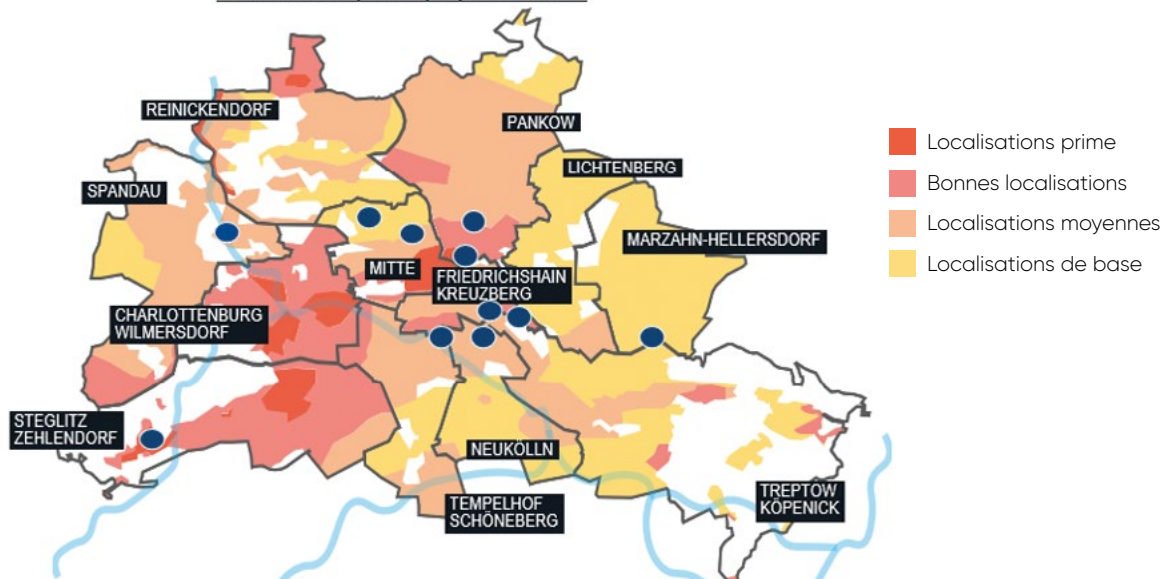 REINICKENDORF
PANKOW
LICHTENBERG
SPANDAU
MARZAHN-HELLERSDORF
MITTE
FRIEDRICHSHAIN
KREUZBERG
CHARLOTTENBURG
WILMERSDORF
STEGLITZ
ZEHLENDORF
NEUKÖLLN
TEMPELHOF
SCHÖNEBERG
TREPTOW
KÖPENICK
Localisations prime
Bonnes localisations
Localisations moyennes
Localisations de base